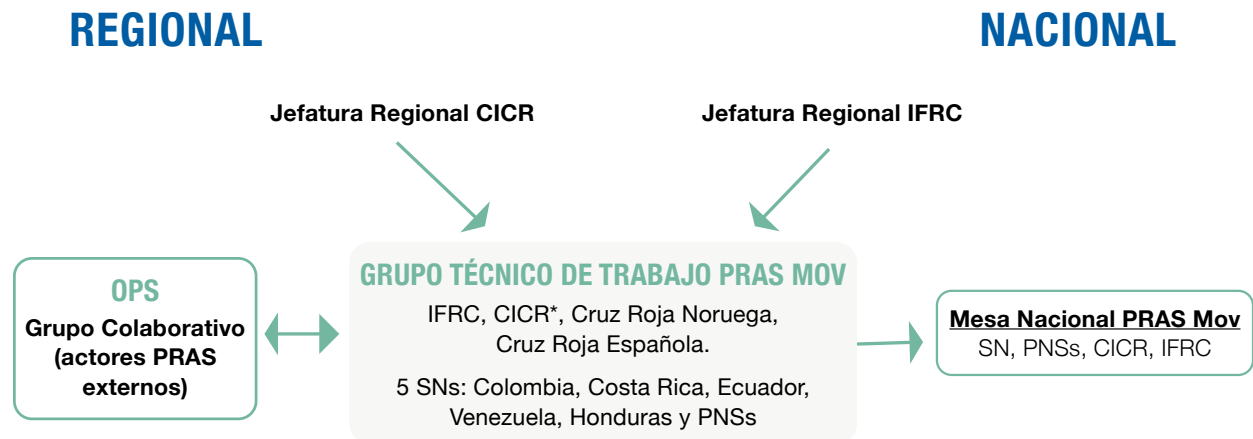 REGIONAL
NACIONAL
Jefatura Regional CICR
Jefatura Regional IFRC
OPS
Grupo Colaborativo
(actores PRAS
externos)
GRUPO TÉCNICO DE TRABAJO PRAS MOV
IFRC, CICR*, Cruz Roja Noruega,
Cruz Roja Española.
5 SNs: Colombia, Costa Rica, Ecuador,
Venezuela, Honduras y PNSs
Mesa Nacional PRAS Mov
SN, PNSs, CICR, IFRC